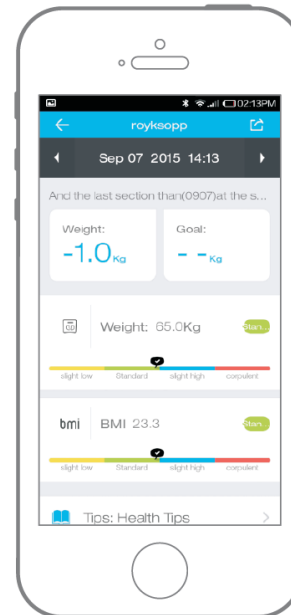 02:13PM
royksopp
Sep 07 2015 14:13
And the last section than(0907)at the s...
Weight:
-1.0Kg
Goal:
- -Kg
Weight: 65.0Kg
Stan...
slight low Standard slight high corpulent
bmi BMI 23.3
Stan...
slight low Standard slight high corpulent
Tips: Health Tips